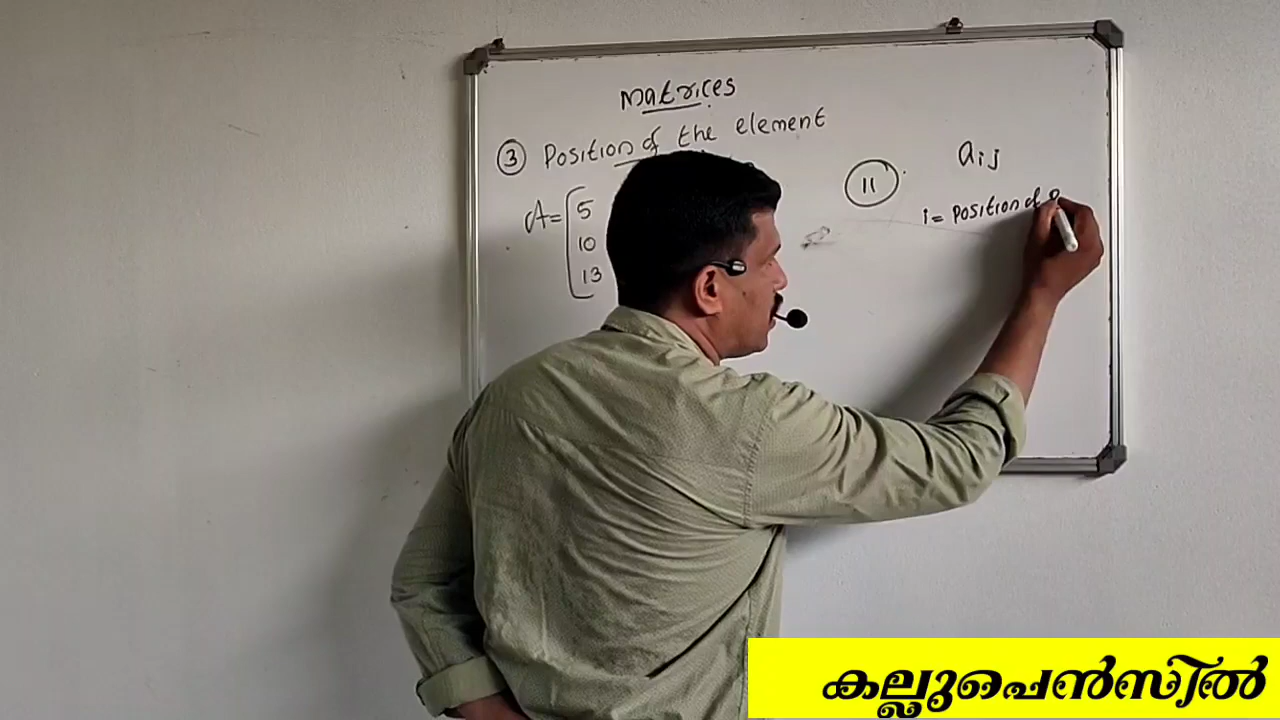 Matrices
③ Position of the element
A= [ 5
10
13
11
aij
i = Position of
കല്ലുപെൻസിൽ